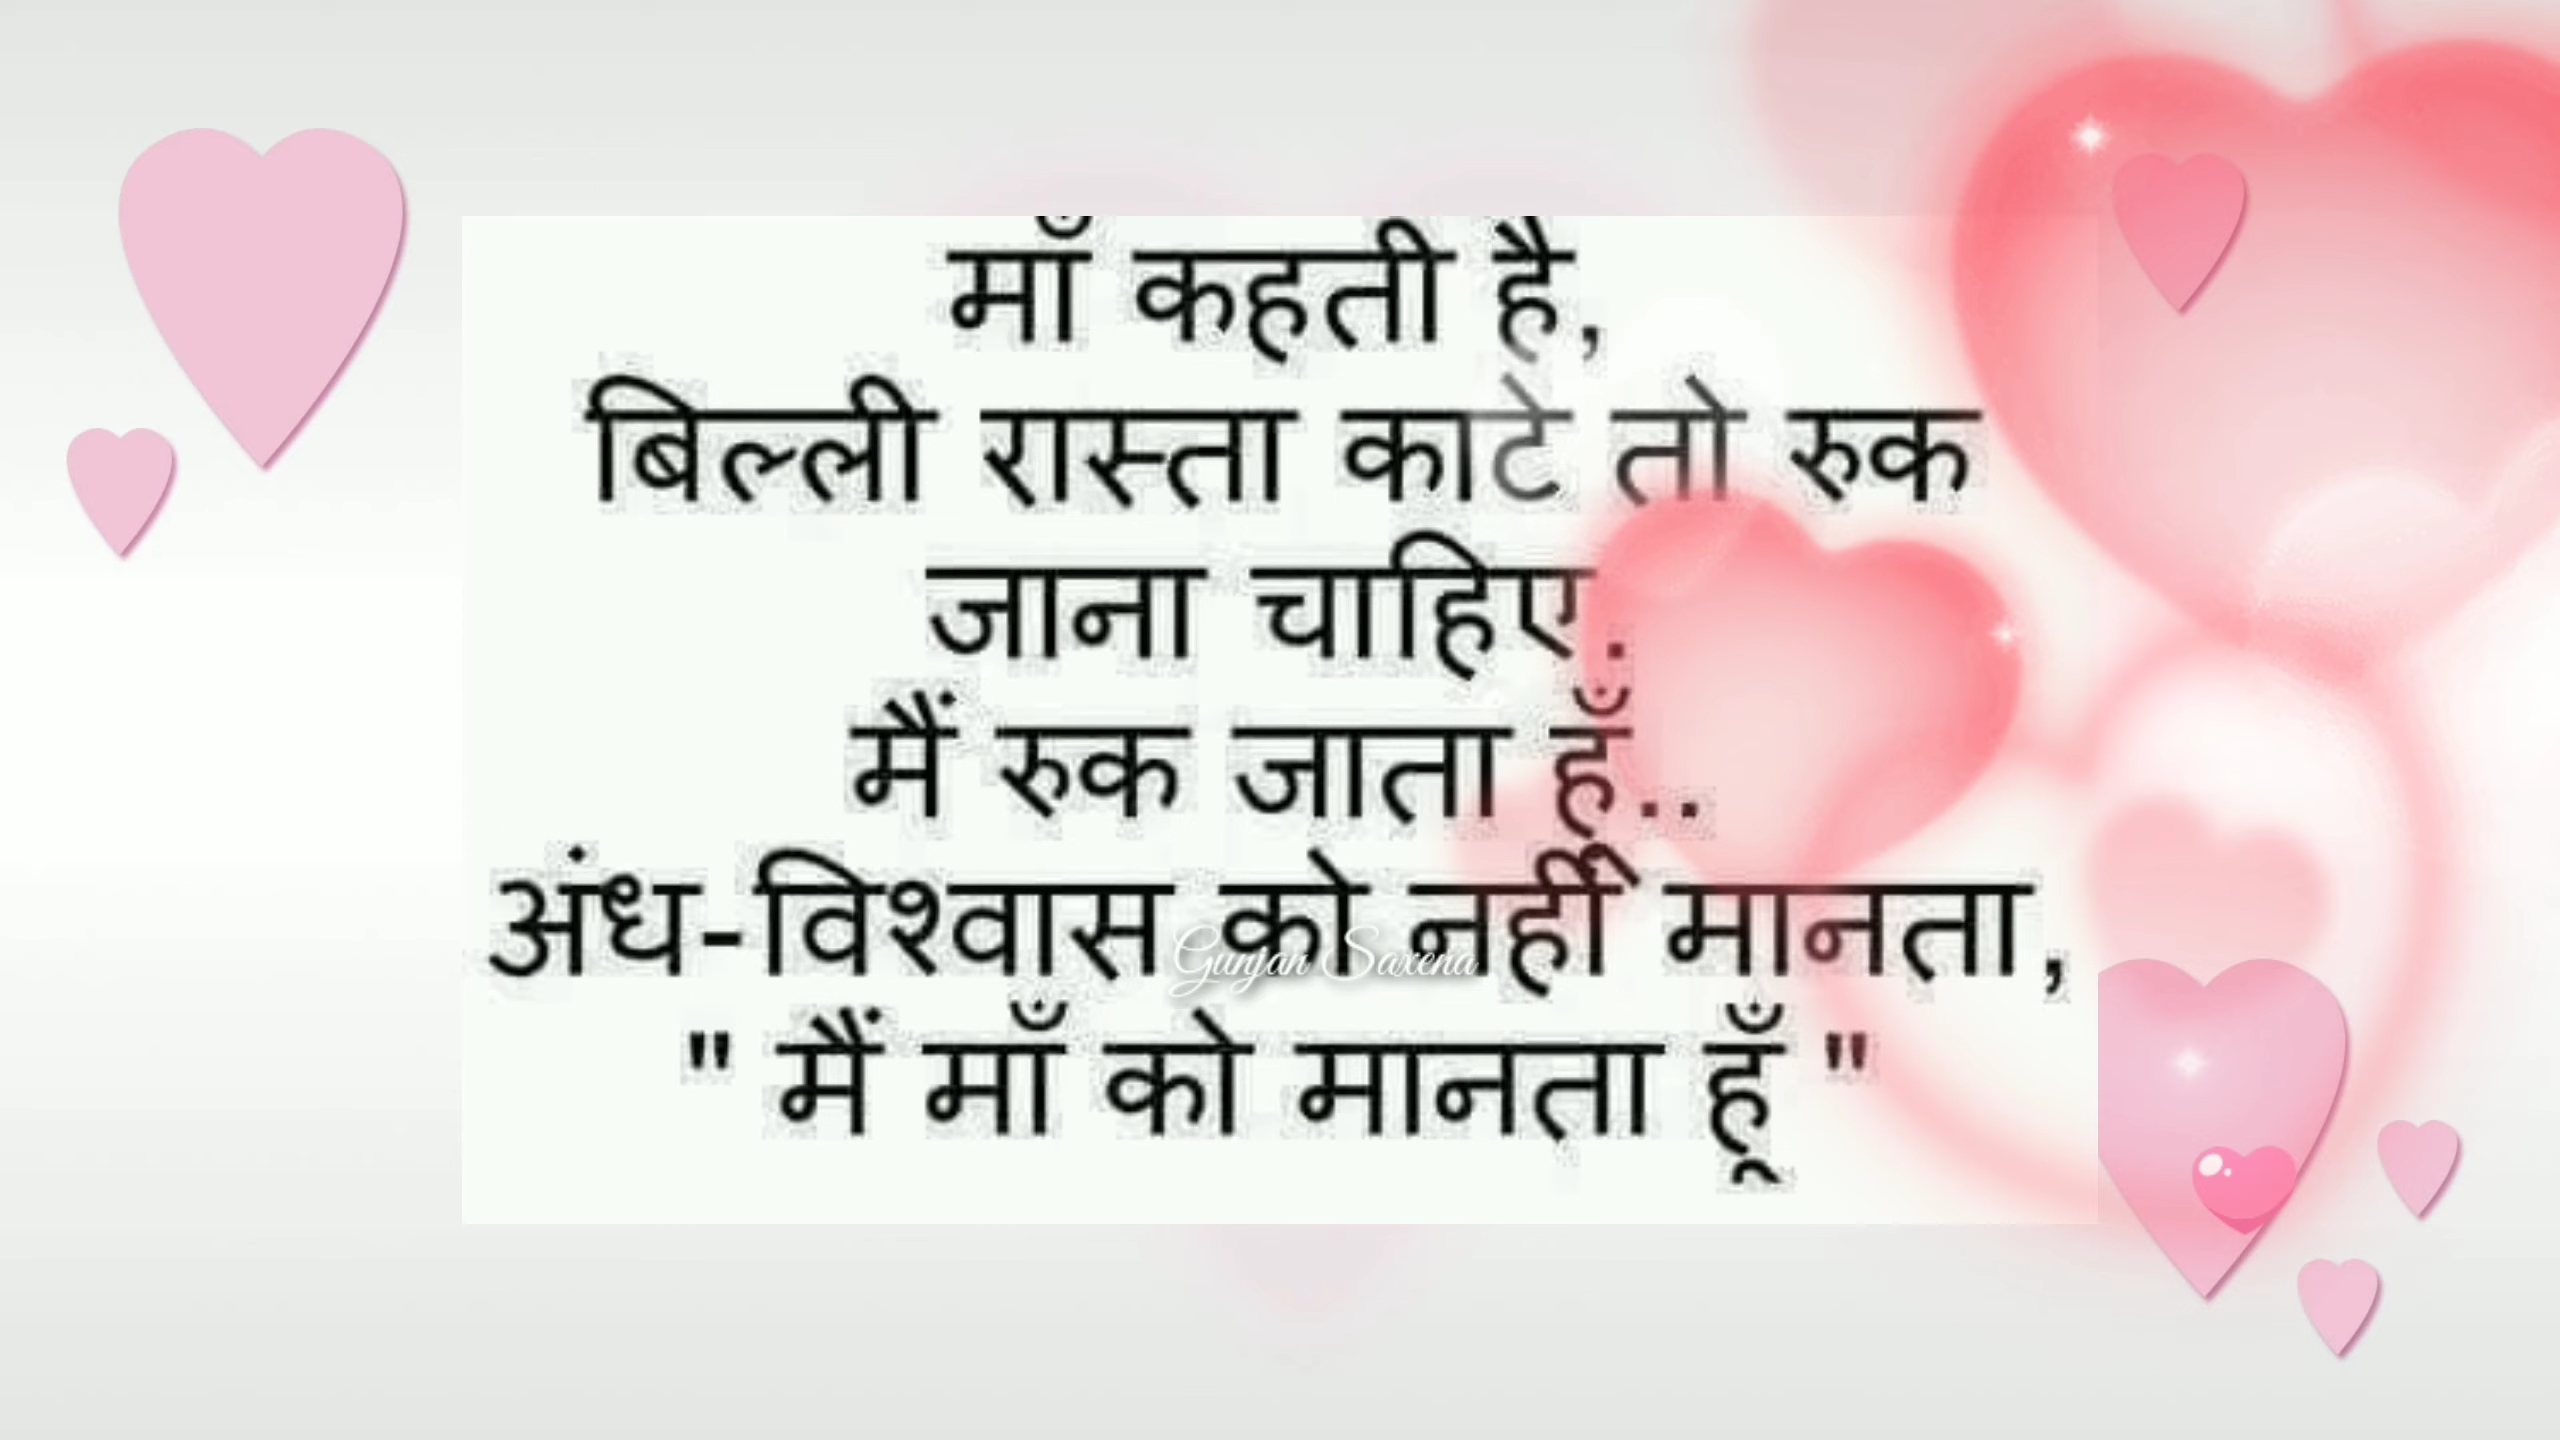 माँ कहती है,
बिल्ली रास्ता काटे तो रुक
जाना चाहिए.
मैं रुक जाता हूँ..
अंध-विश्वास को नहीं मानता,
" मैं माँ को मानता हूँ "
Gunjan Saxena